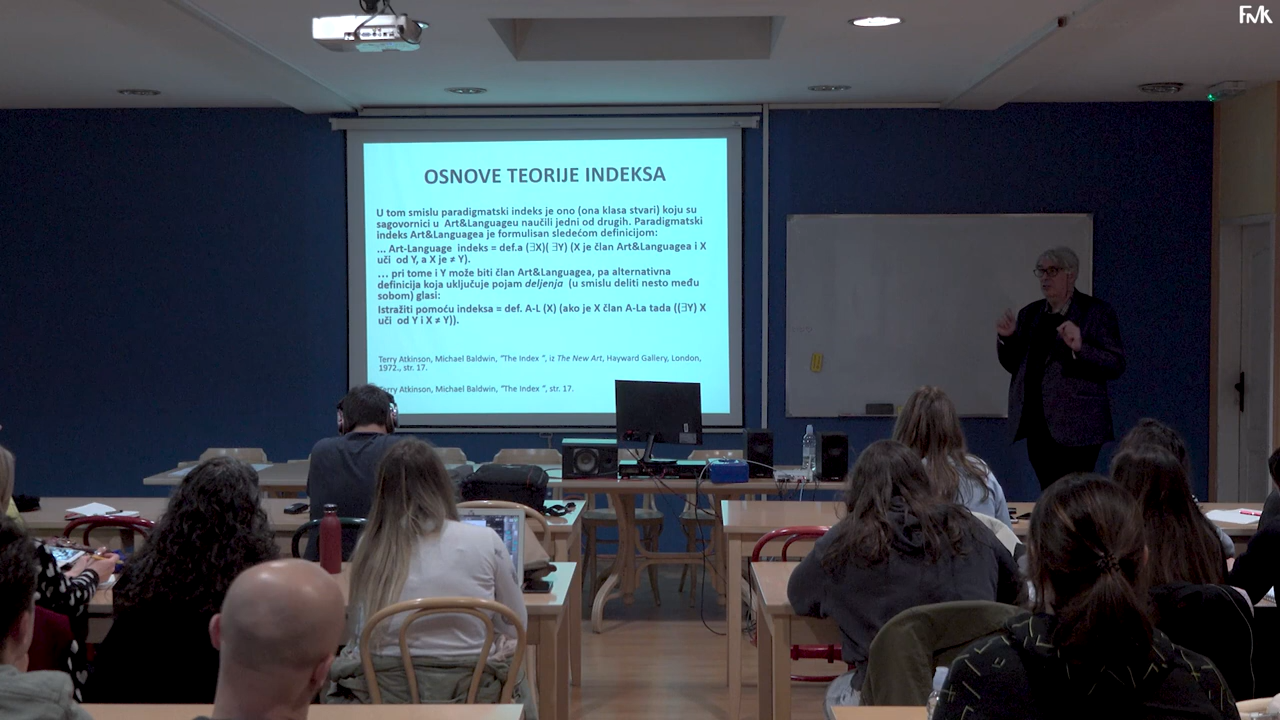 FMK
OSNOVE TEORIJE INDEKSA
U tom smislu paradigmatski indeks je ono (ona klasa stvari) koju su
sagovornici u Art&Languageu naučili jedni od drugih. Paradigmatski
indeks Art&Languagea je formulisan sledećom definicijom:
... Art-Language indeks = def.a (∃X)( ∃Y) (X je član Art&Languagea i X
uči od Y, a X je ≠ Y).
... pri tome i Y može biti član Art&Languagea, pa alternativna
definicija koja uključuje pojam deljenja (u smislu deliti nesto među
sobom) glasi:
Istražiti pomoću indeksa = def. A-L (X) (ako je X član A-La tada ((∃Y) X
uči od Y i X ≠ Y)).
Terry Atkinson, Michael Baldwin, “The Index “, iz The New Art, Hayward Gallery, London,
1972., str. 17.
Terry Atkinson, Michael Baldwin, “The Index “, str. 17.